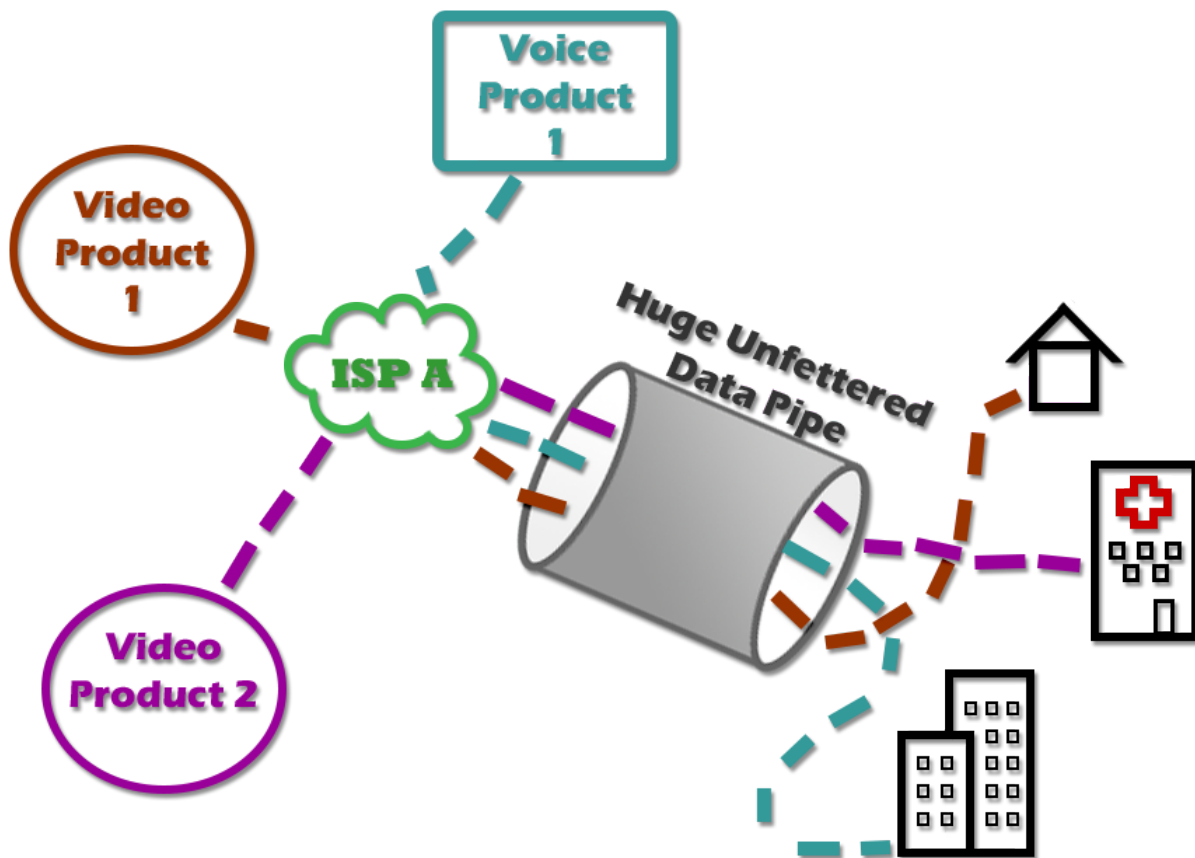 Voice
Product
1
Video
Product
1
Huge Unfettered
Data Pipe
ISP A
Video
Product 2